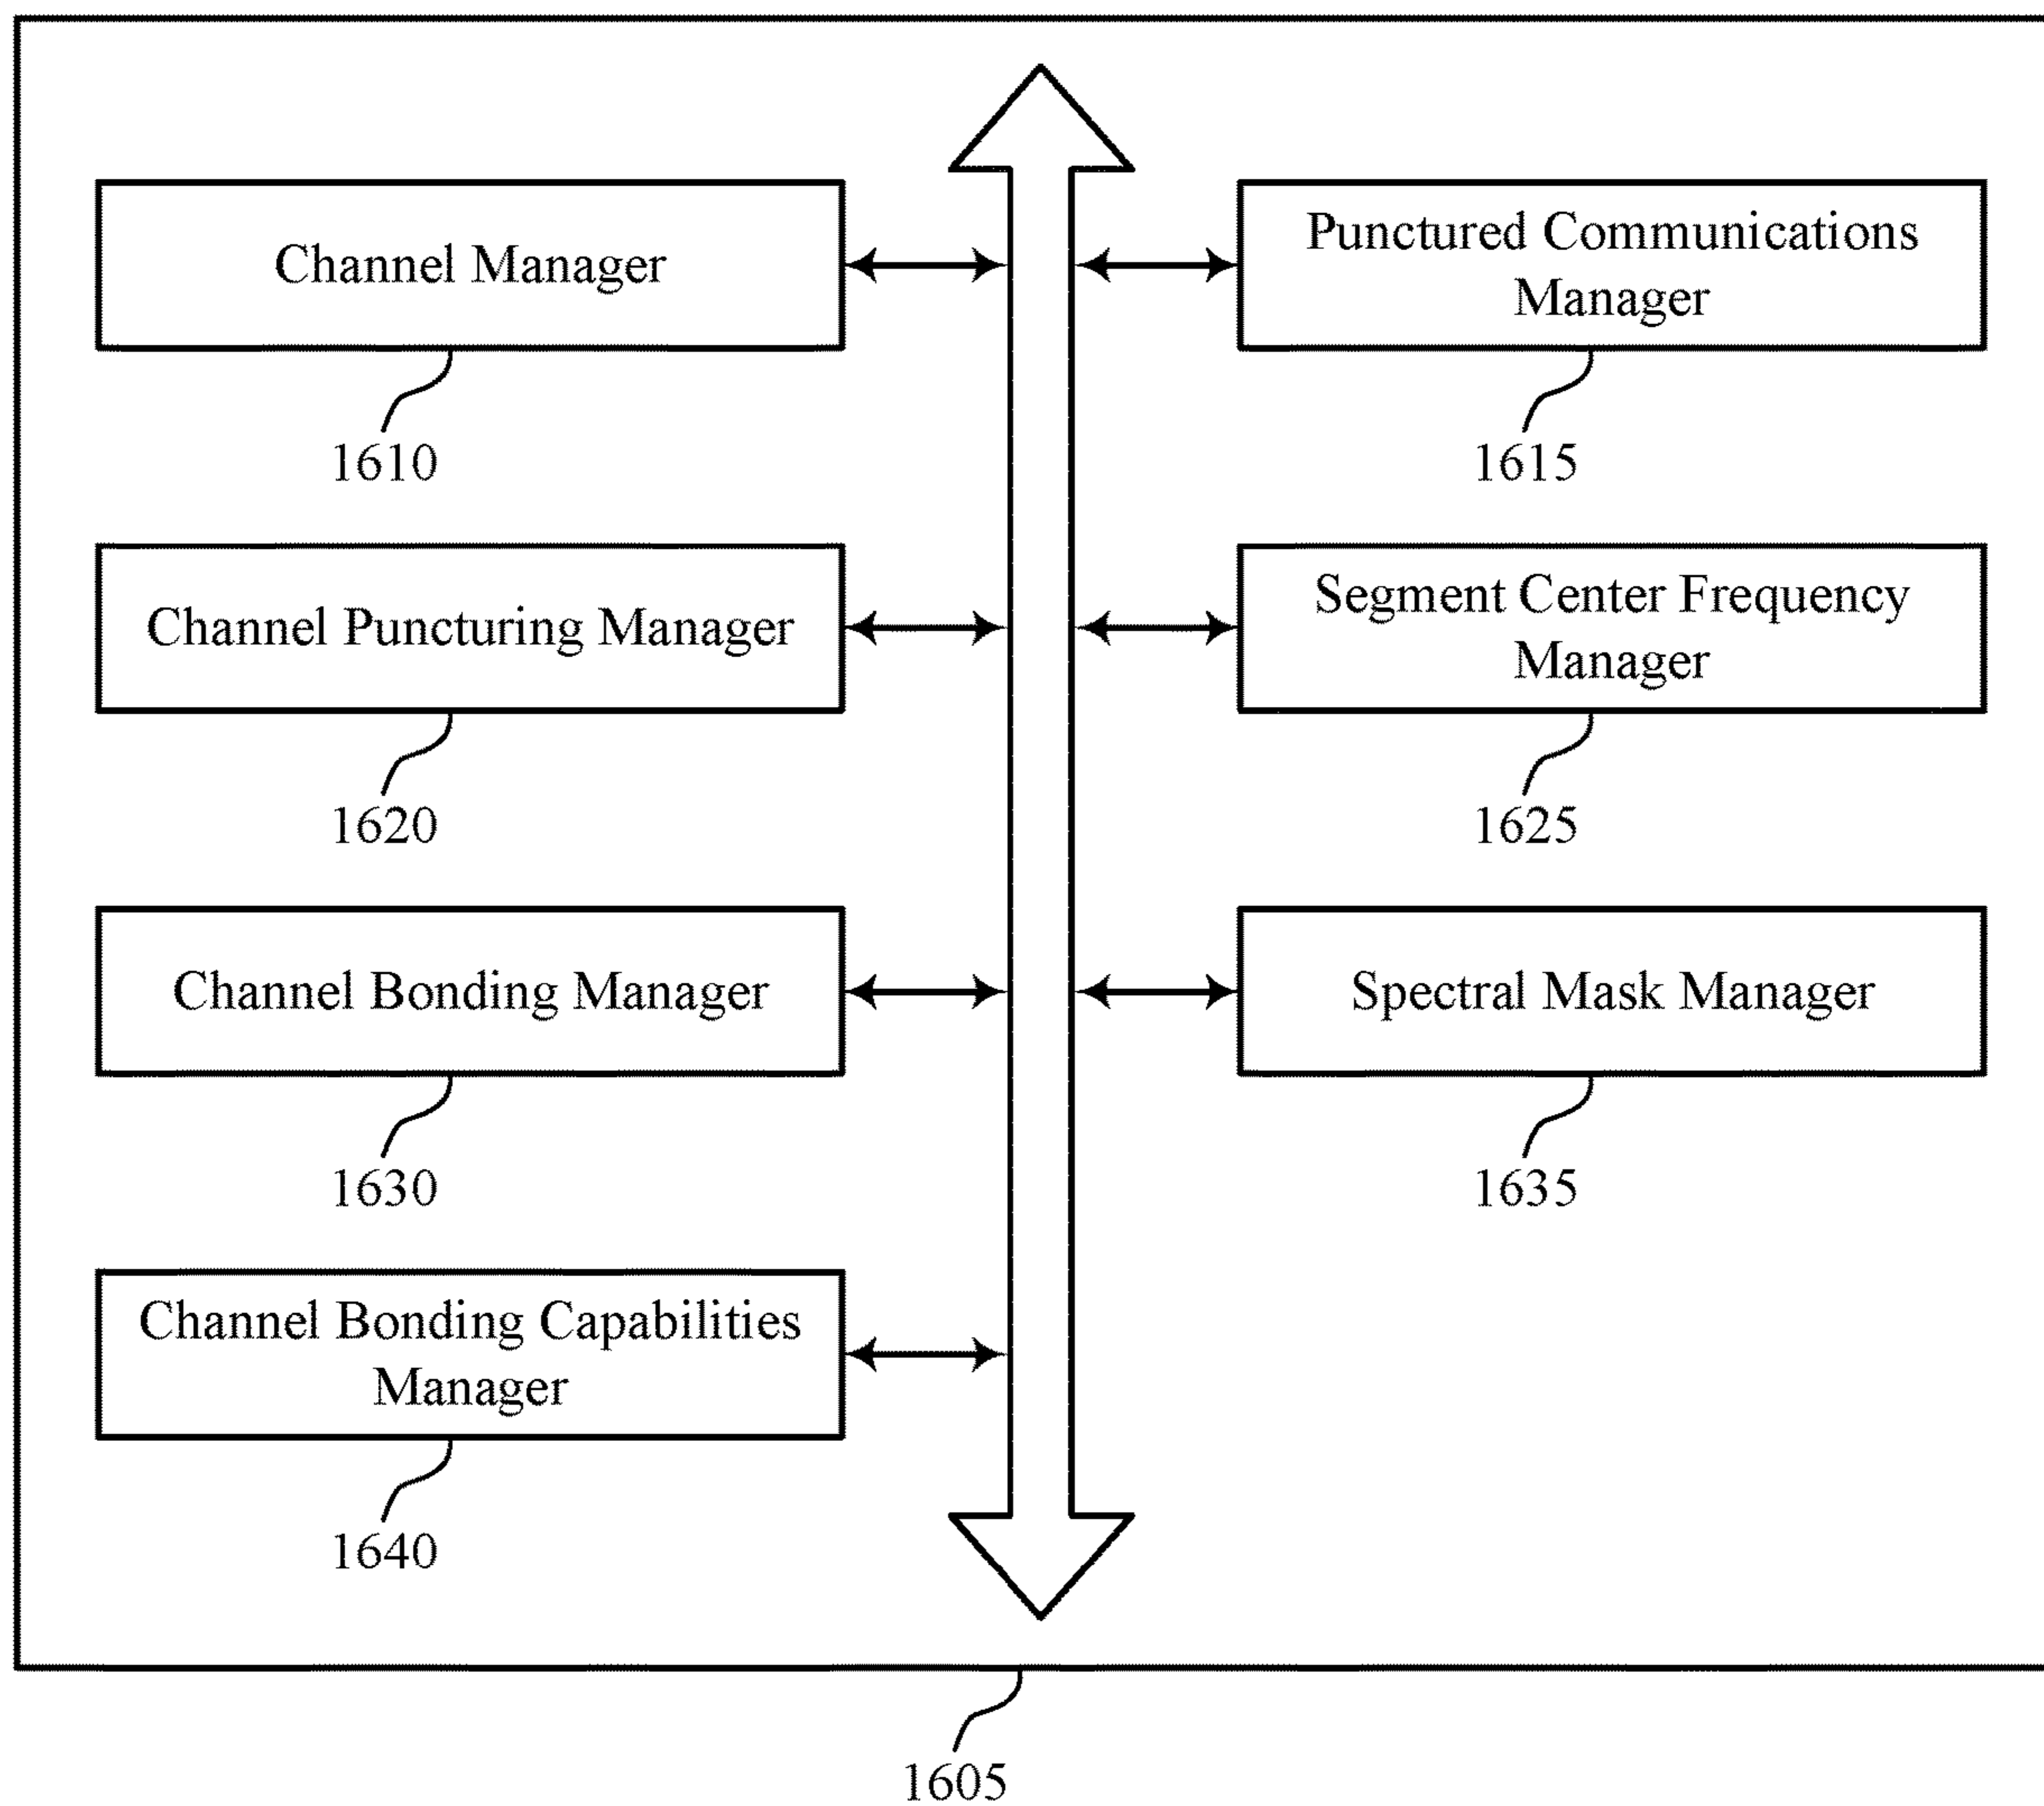 Channel Manager
1610
Punctured Communications
Manager
1615
Channel Puncturing Manager
1620
Segment Center Frequency
Manager
1625
Channel Bonding Manager
1630
Spectral Mask Manager
1635
Channel Bonding Capabilities
Manager
1640
1605